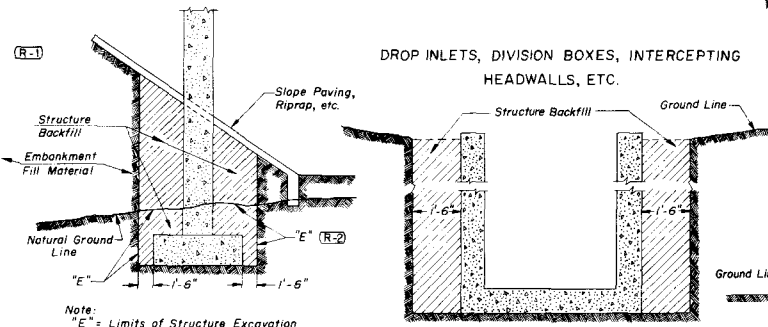 R-1
DROP INLETS, DIVISION BOXES, INTERCEPTING
HEADWALLS, ETC.
Slope Paving,
Riprap, etc.
Structure
Backfill
Embankment
Fill Material
Natural Ground
Line
"E"
"E" R-2
1'-6"
1'-6"
Note:
"E" = Limits of Structure Excavation
Structure Backfill
Ground Line
1'-6"
1'-6"